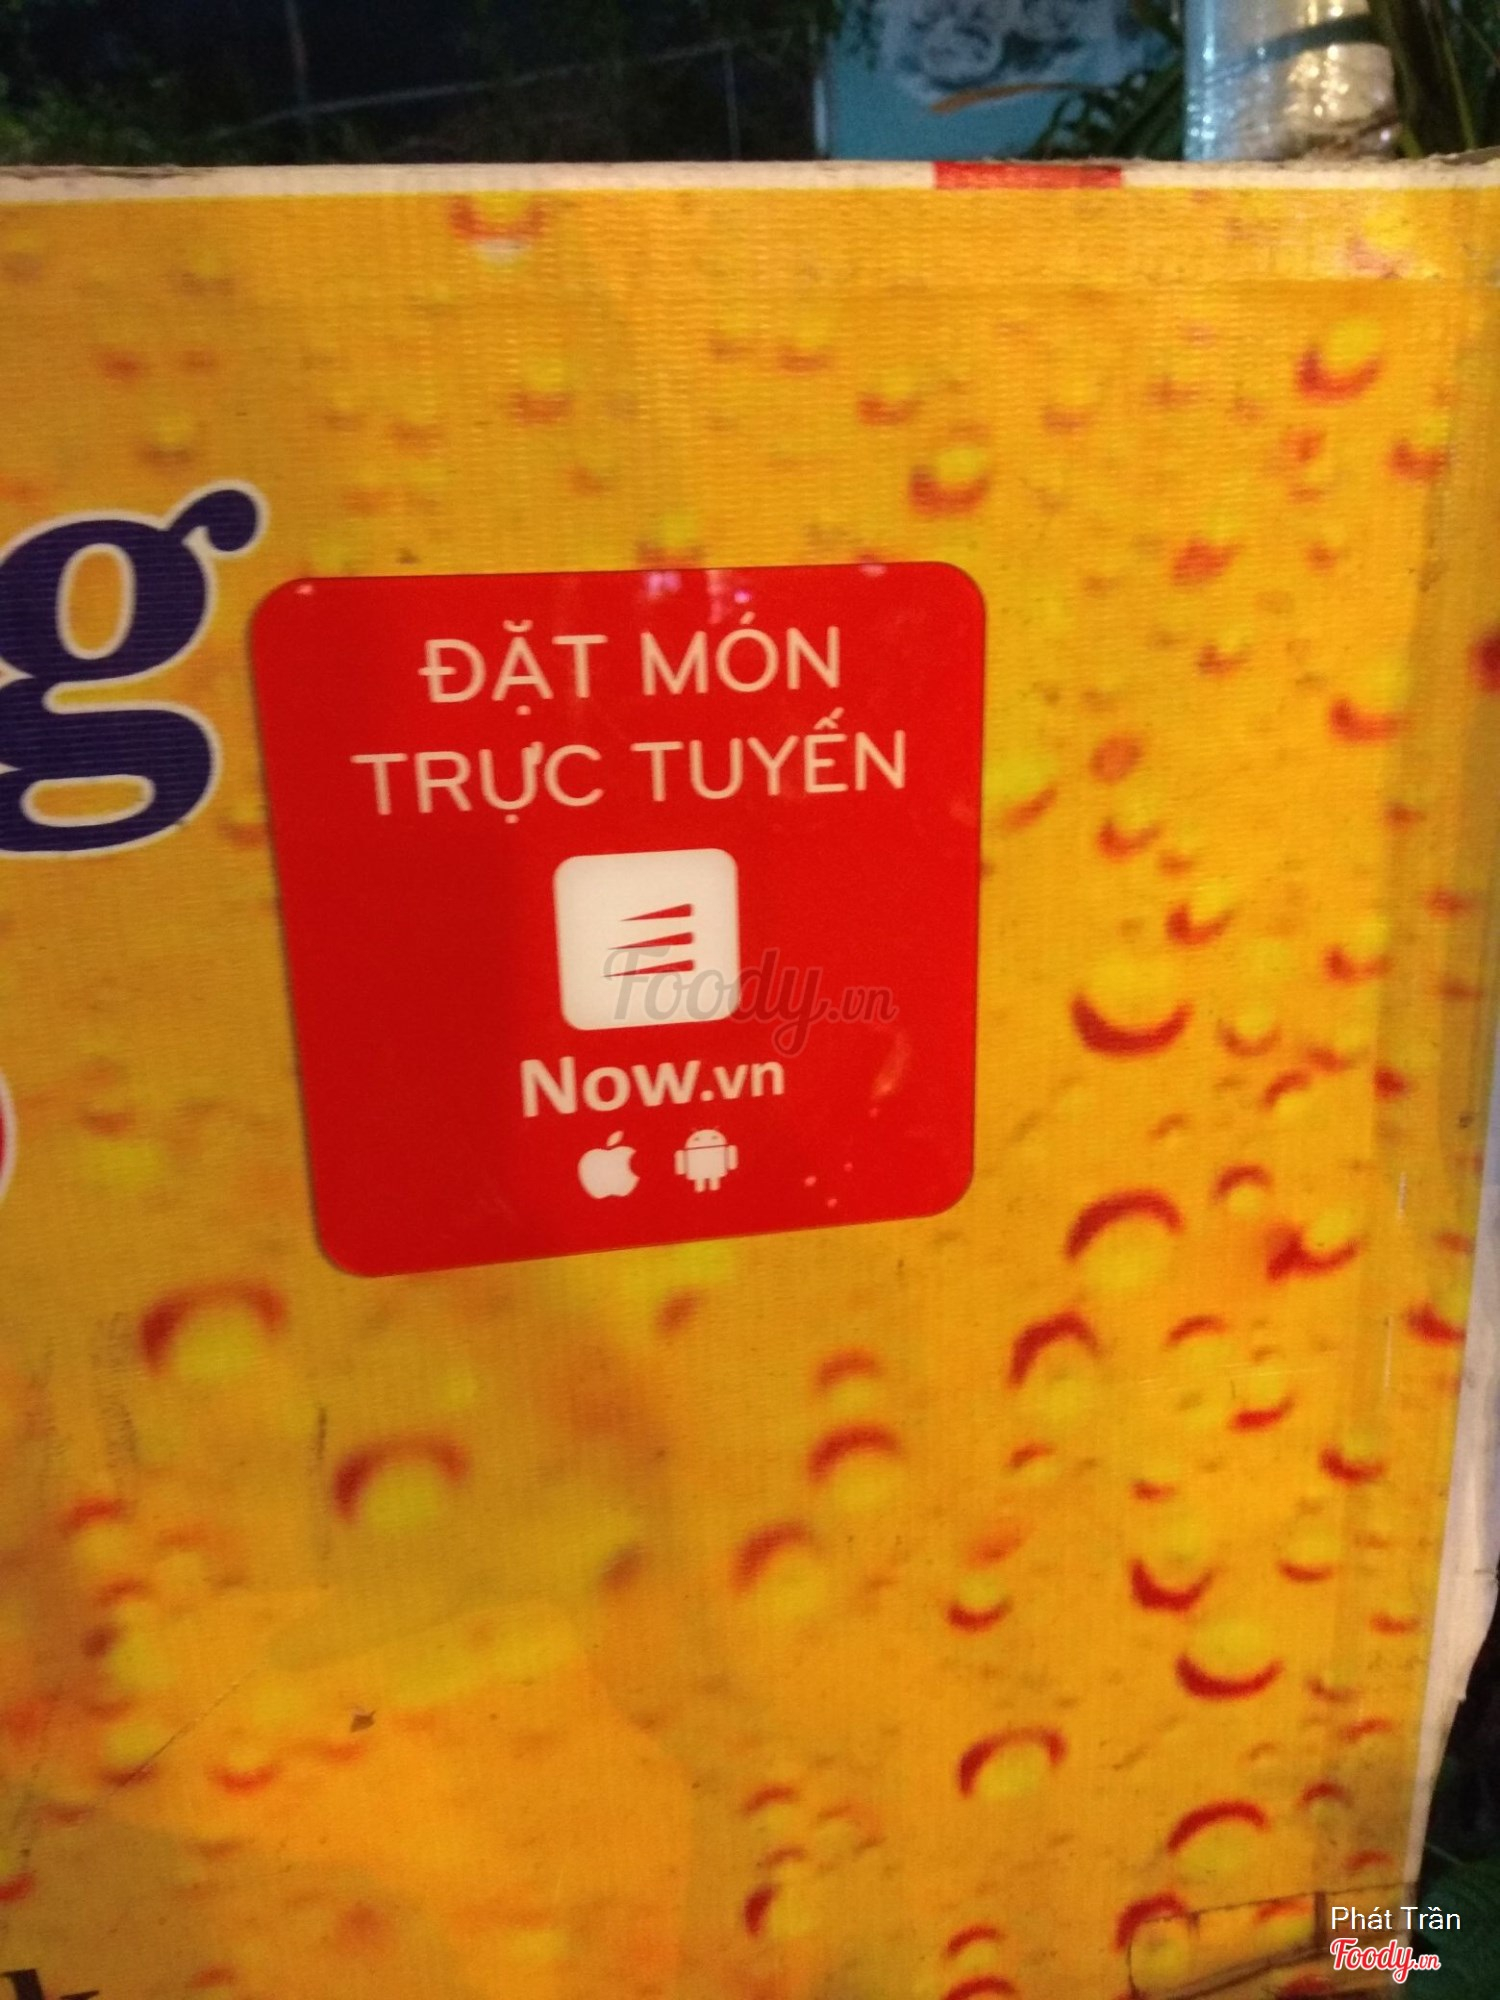 g
ĐẶT MÓN
TRỰC TUYẾN
Foody.vn
Now.vn
Phát Trần
Foody.vn